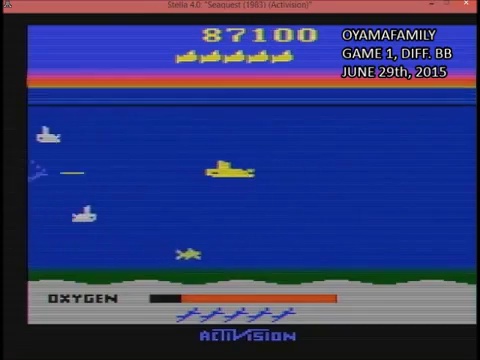 Stella 4.0: "Seaquest (1983) (Activision)"
87100
OYAMAFAMILY
GAME 1, DIFF. BB
JUNE 29th, 2015
OXYGEN
ACTIVISION